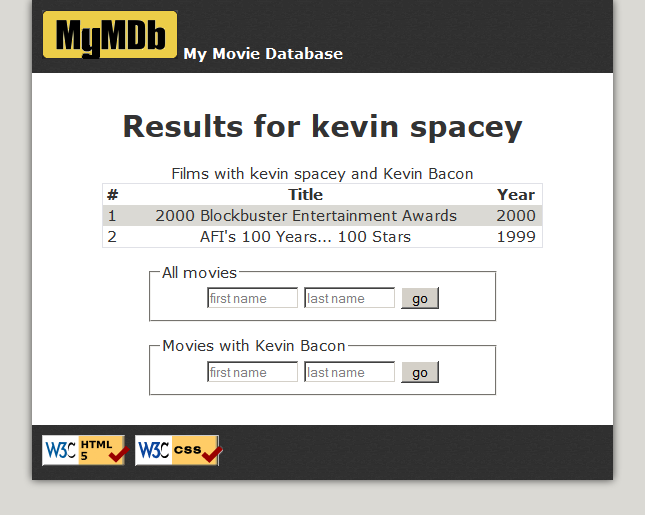 MyMDb My Movie Database
Results for kevin spacey
Films with kevin spacey and Kevin Bacon
# Title Year
1 2000 Blockbuster Entertainment Awards 2000
2 AFI's 100 Years... 100 Stars 1999
All movies
first name last name go
Movies with Kevin Bacon
first name last name go
W3C HTML 5 W3C CSS